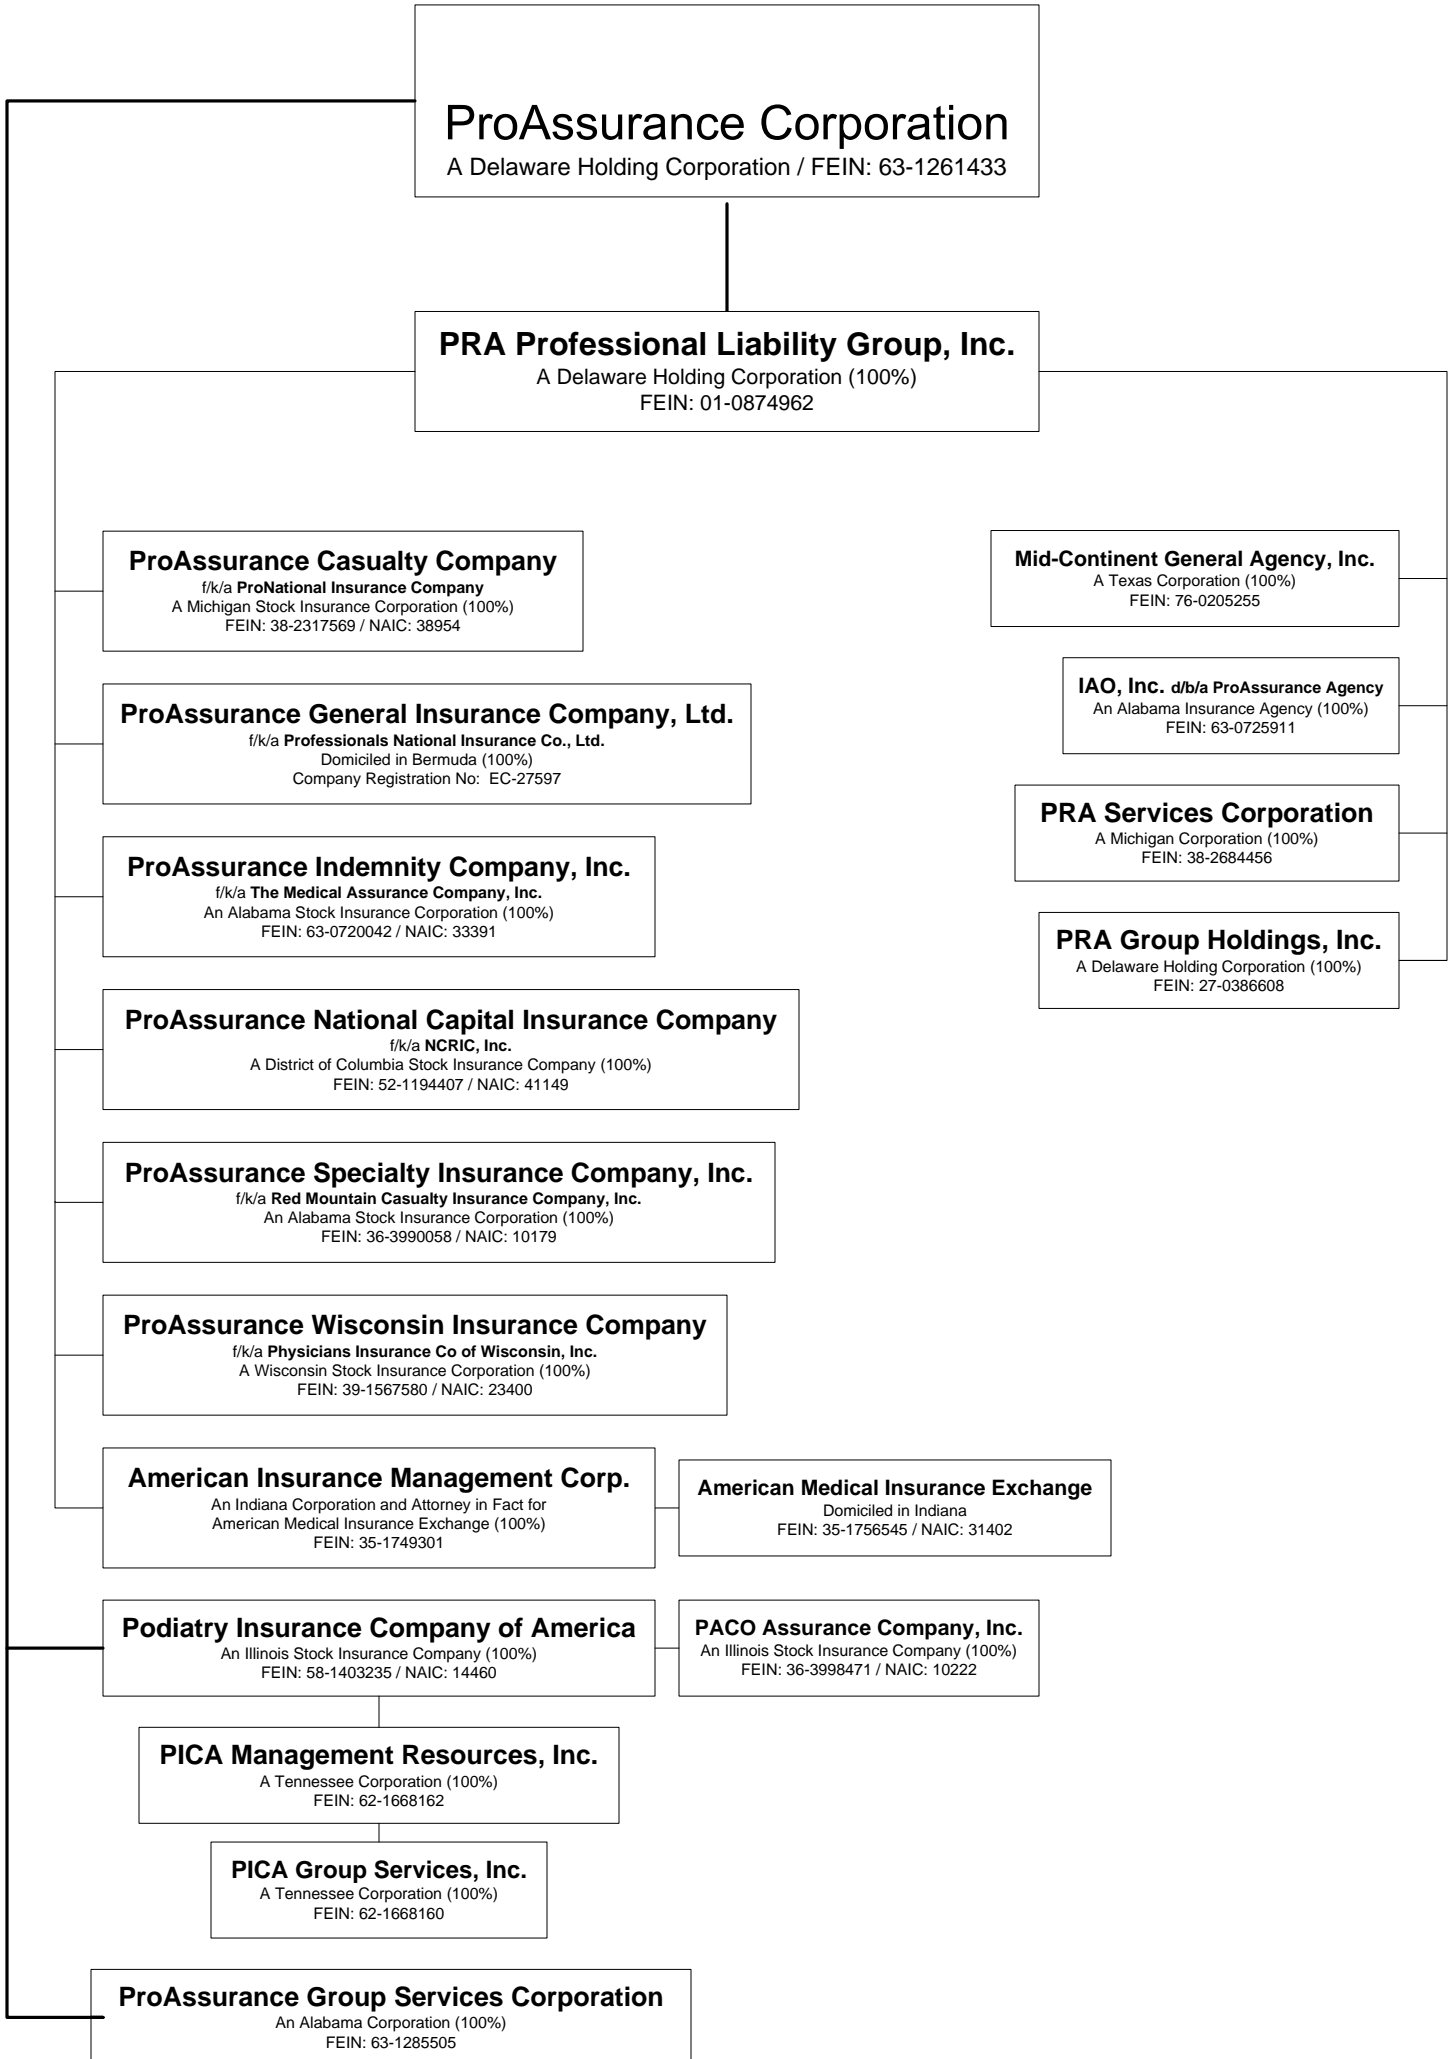 ProAssurance Corporation
A Delaware Holding Corporation / FEIN: 63-1261433
PRA Professional Liability Group, Inc.
A Delaware Holding Corporation (100%)
FEIN: 01-0874962
ProAssurance Casualty Company
f/k/a ProNational Insurance Company
A Michigan Stock Insurance Corporation (100%)
FEIN: 38-2317569 / NAIC: 38954
ProAssurance General Insurance Company, Ltd.
f/k/a Professionals National Insurance Co., Ltd.
Domiciled in Bermuda (100%)
Company Registration No: EC-27597
ProAssurance Indemnity Company, Inc.
f/k/a The Medical Assurance Company, Inc.
An Alabama Stock Insurance Corporation (100%)
FEIN: 63-0720042 / NAIC: 33391
ProAssurance National Capital Insurance Company
f/k/a NCRIC, Inc.
A District of Columbia Stock Insurance Company (100%)
FEIN: 52-1194407 / NAIC: 41149
ProAssurance Specialty Insurance Company, Inc.
f/k/a Red Mountain Casualty Insurance Company, Inc.
An Alabama Stock Insurance Corporation (100%)
FEIN: 36-3990058 / NAIC: 10179
ProAssurance Wisconsin Insurance Company
f/k/a Physicians Insurance Co of Wisconsin, Inc.
A Wisconsin Stock Insurance Corporation (100%)
FEIN: 39-1567580 / NAIC: 23400
American Insurance Management Corp.
An Indiana Corporation and Attorney in Fact for
American Medical Insurance Exchange (100%)
FEIN: 35-1749301
American Medical Insurance Exchange
Domiciled in Indiana
FEIN: 35-1756545 / NAIC: 31402
Mid-Continent General Agency, Inc.
A Texas Corporation (100%)
FEIN: 76-0205255
IAO, Inc. d/b/a ProAssurance Agency
An Alabama Insurance Agency (100%)
FEIN: 63-0725911
PRA Services Corporation
A Michigan Corporation (100%)
FEIN: 38-2684456
PRA Group Holdings, Inc.
A Delaware Holding Corporation (100%)
FEIN: 27-0386608
Podiatry Insurance Company of America
An Illinois Stock Insurance Company (100%)
FEIN: 58-1403235 / NAIC: 14460
PACO Assurance Company, Inc.
An Illinois Stock Insurance Company (100%)
FEIN: 36-3998471 / NAIC: 10222
PICA Management Resources, Inc.
A Tennessee Corporation (100%)
FEIN: 62-1668162
PICA Group Services, Inc.
A Tennessee Corporation (100%)
FEIN: 62-1668160
ProAssurance Group Services Corporation
An Alabama Corporation (100%)
FEIN: 63-1285505